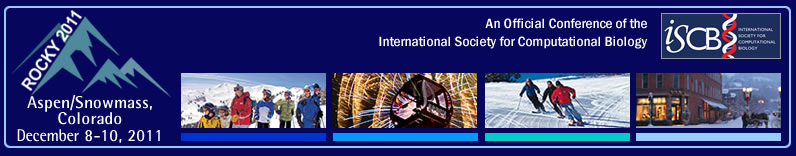 ROCKY 2011
Aspen/Snowmass,
Colorado
December 8-10, 2011
An Official Conference of the
International Society for Computational Biology
iSCB
INTERNATIONAL
SOCIETY FOR
COMPUTATIONAL
BIOLOGY